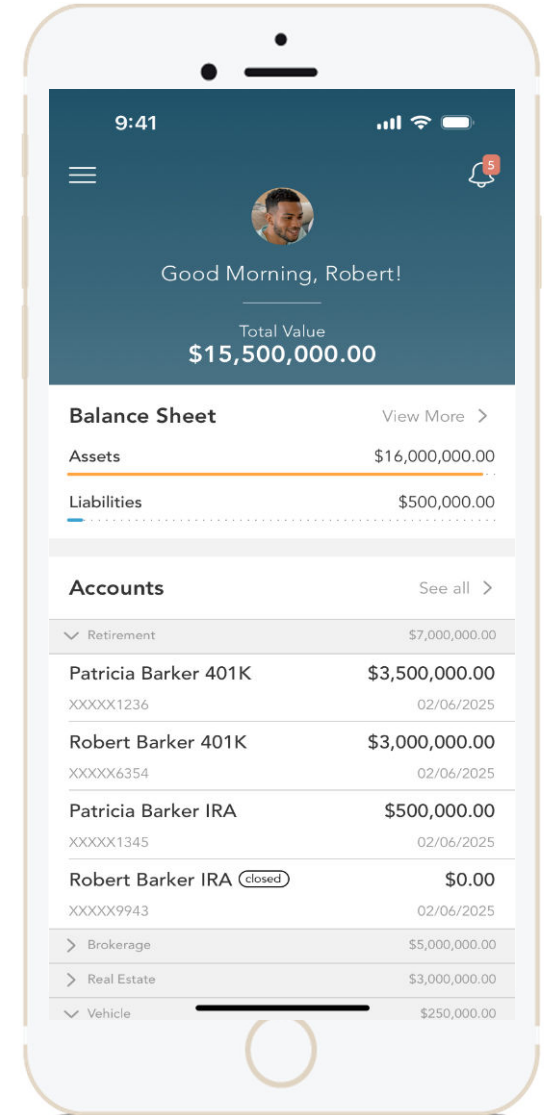 9:41
5
Good Morning, Robert!
Total Value
$15,500,000.00
Balance Sheet View More >
Assets $16,000,000.00
Liabilities $500,000.00
Accounts See all >
Retirement $7,000,000.00
Patricia Barker 401K $3,500,000.00
XXXXX1236 02/06/2025
Robert Barker 401K $3,000,000.00
XXXXX6354 02/06/2025
Patricia Barker IRA $500,000.00
XXXXX1345 02/06/2025
Robert Barker IRA closed $0.00
XXXXX9943 02/06/2025
Brokerage $5,000,000.00
Real Estate $3,000,000.00
Vehicle $250,000.00